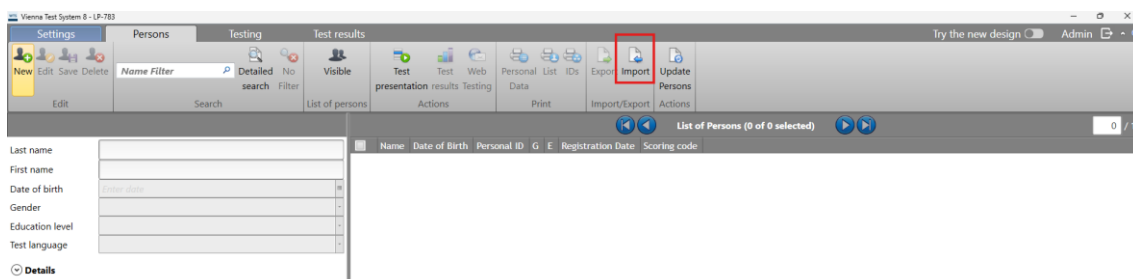 Vienna Test System 8 - LP-783
Settings Persons Testing Test results Try the new design Admin
New Edit Save Delete Name Filter Detailed search No Filter Visible Test presentation Test results Web Testing Personal Data List IDs Export Import Update Persons
Edit Search List of persons Actions Print Import/Export Actions
List of Persons (0 of 0 selected) 0 /
Name Date of Birth Personal ID G E Registration Date Scoring code
Last name
First name
Date of birth Enter date
Gender
Education level
Test language
Details